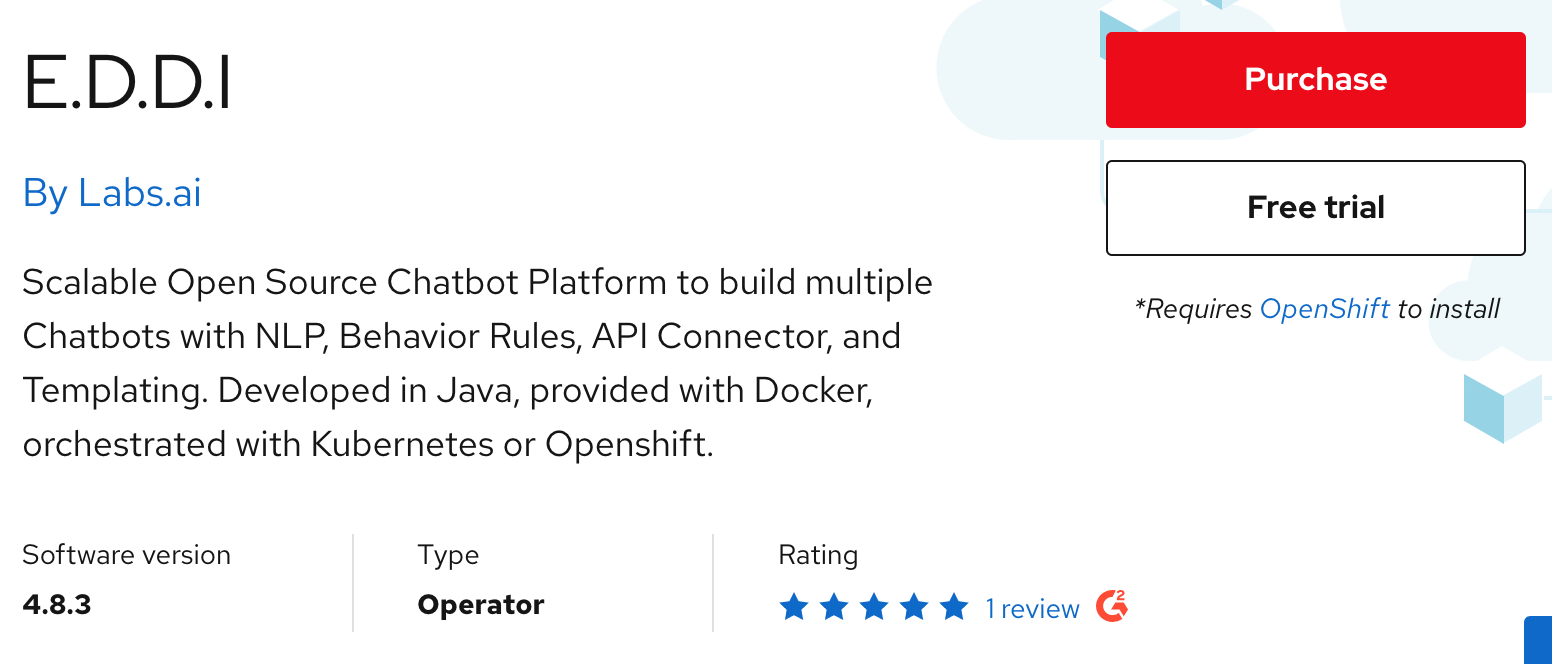 E.D.D.I
Purchase
By Labs.ai
Free trial
Scalable Open Source Chatbot Platform to build multiple
Chatbots with NLP, Behavior Rules, API Connector, and
Templating. Developed in Java, provided with Docker,
orchestrated with Kubernetes or Openshift.
*Requires OpenShift to install
Software version
4.8.3
Type
Operator
Rating
1 review
G2